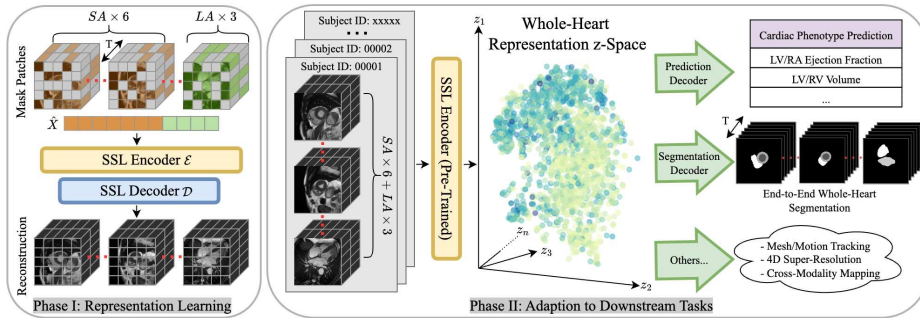 SA × 6
LA × 3
T
Mask Patches
X̂
SSL Encoder ℰ
SSL Decoder 𝒟
Reconstruction
Phase I: Representation Learning
Subject ID: xxxxx
...
Subject ID: 00002
Subject ID: 00001
SA × 6 + LA × 3
SSL Encoder (Pre-Trained)
Whole-Heart
Representation z-Space
z₁
zₙ
z₃
z₂
Prediction
Decoder
Cardiac Phenotype Prediction
LV/RA Ejection Fraction
LV/RV Volume
...
Segmentation
Decoder
T
End-to-End Whole-Heart
Segmentation
Others...
- Mesh/Motion Tracking
- 4D Super-Resolution
- Cross-Modality Mapping
Phase II: Adaption to Downstream Tasks